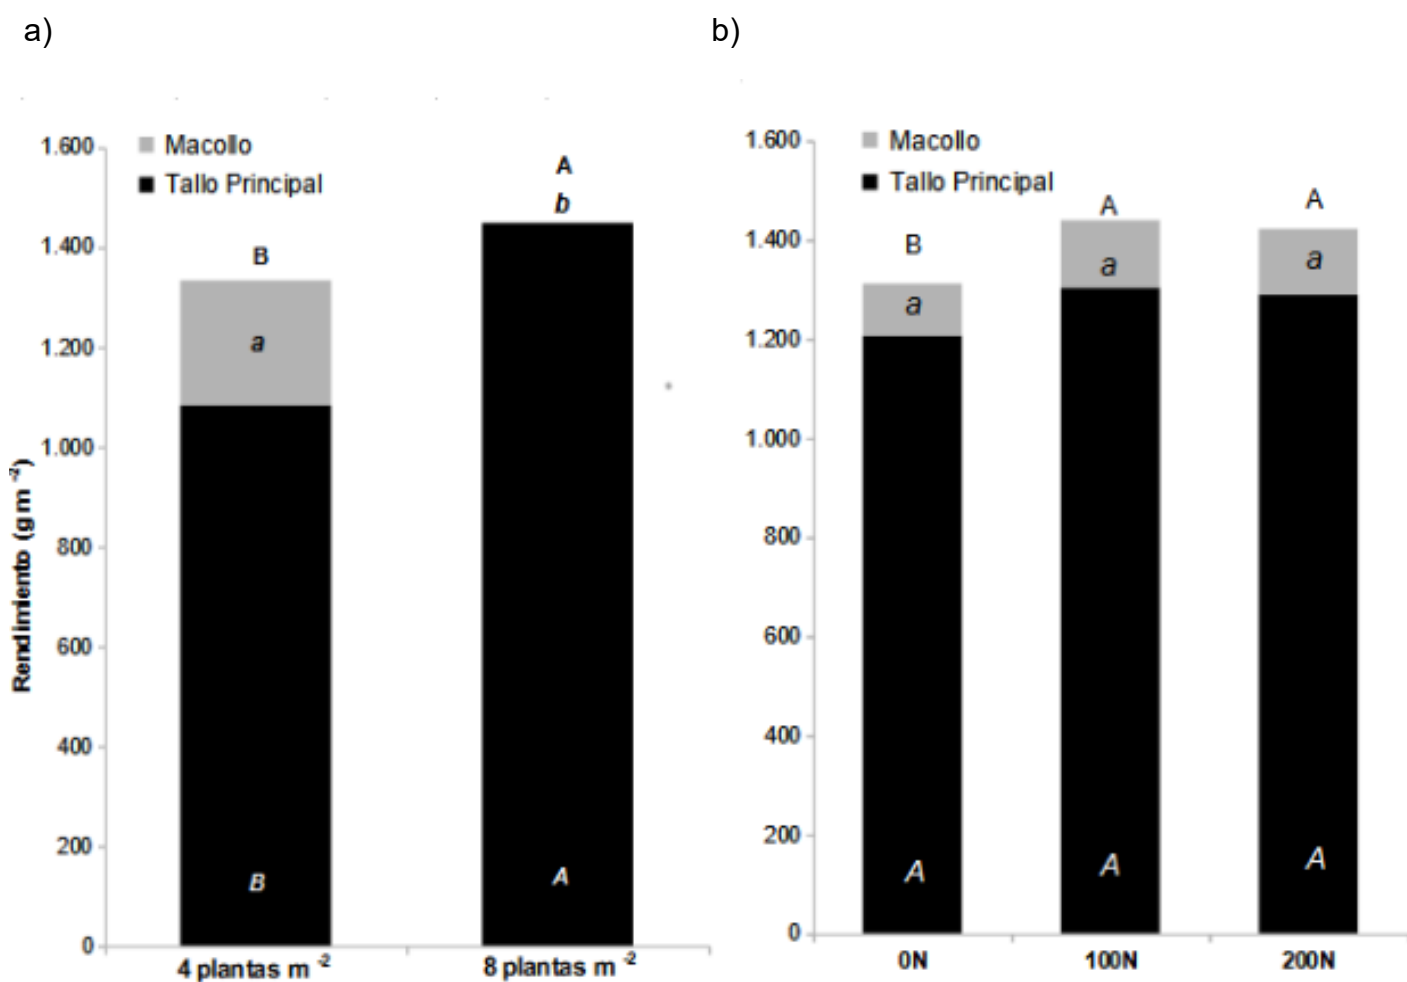 a)
Macollo
Tallo Principal
1.600
1.400
1.200
1.000
800
600
400
200
0
Rendimiento (g m -2)
B
a
B
A
b
A
4 plantas m -2
8 plantas m -2
b)
Macollo
Tallo Principal
1.600
1.400
1.200
1.000
800
600
400
200
0
B
a
A
A
a
A
A
a
A
0N
100N
200N